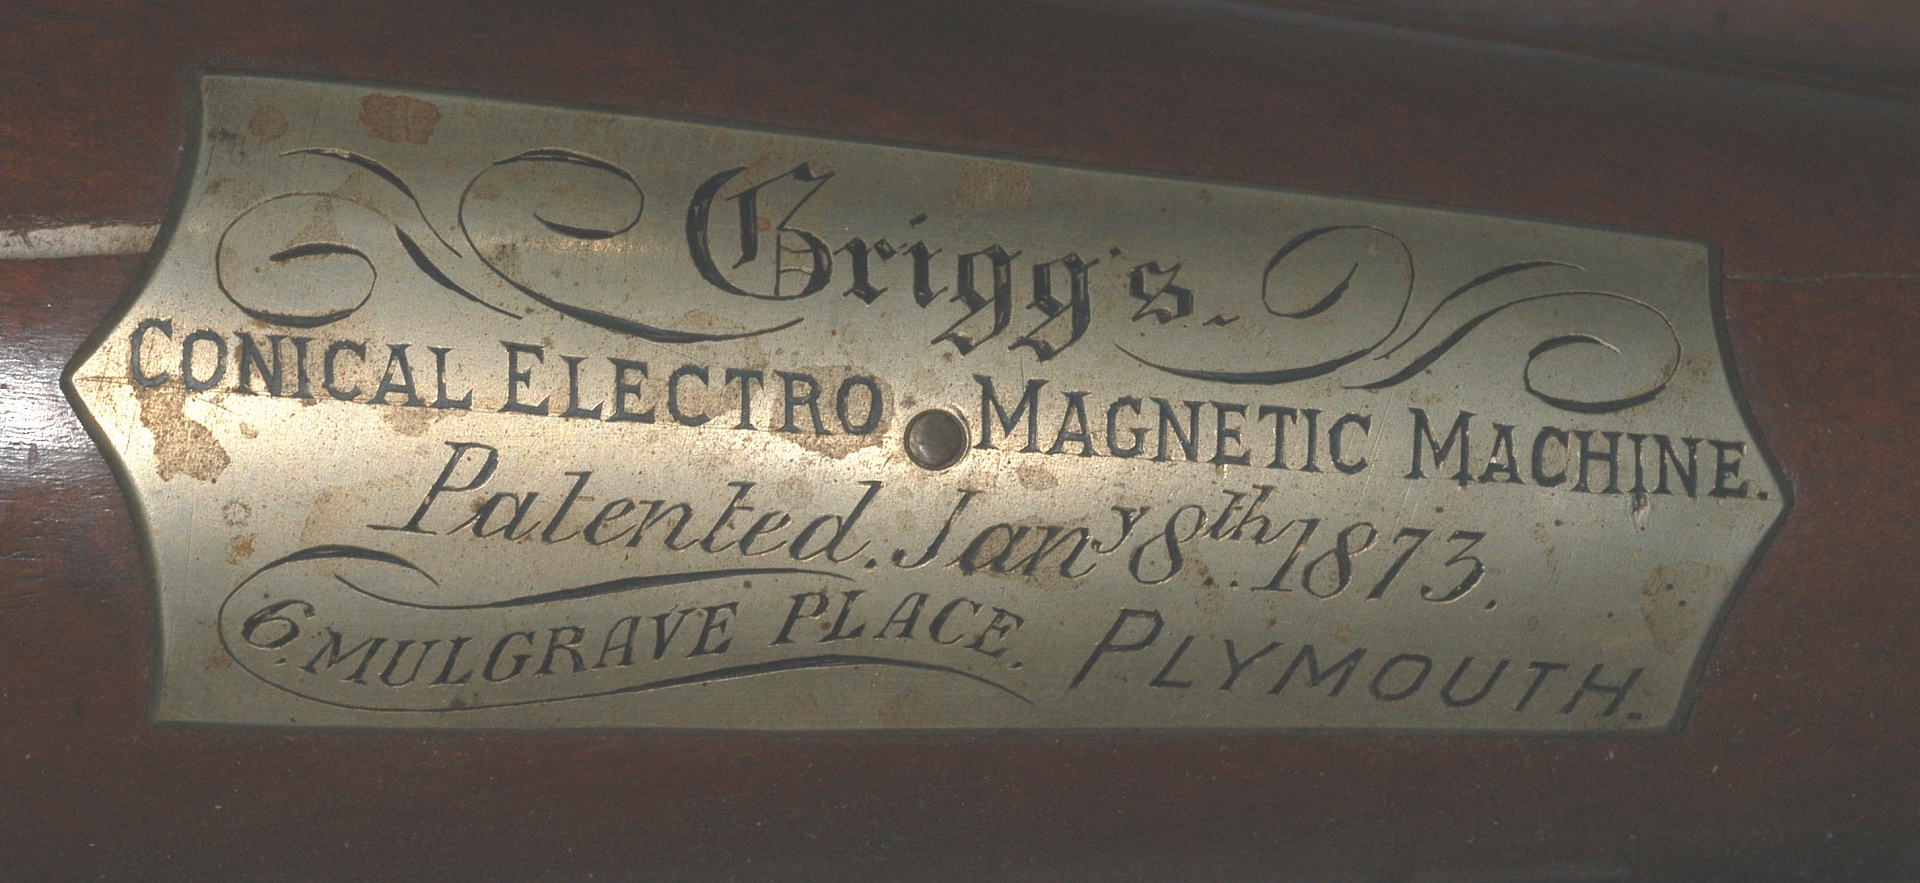 Grigg's.
CONICAL ELECTRO MAGNETIC MACHINE.
Patented. Jany 8th 1873.
6. MULGRAVE PLACE. PLYMOUTH.